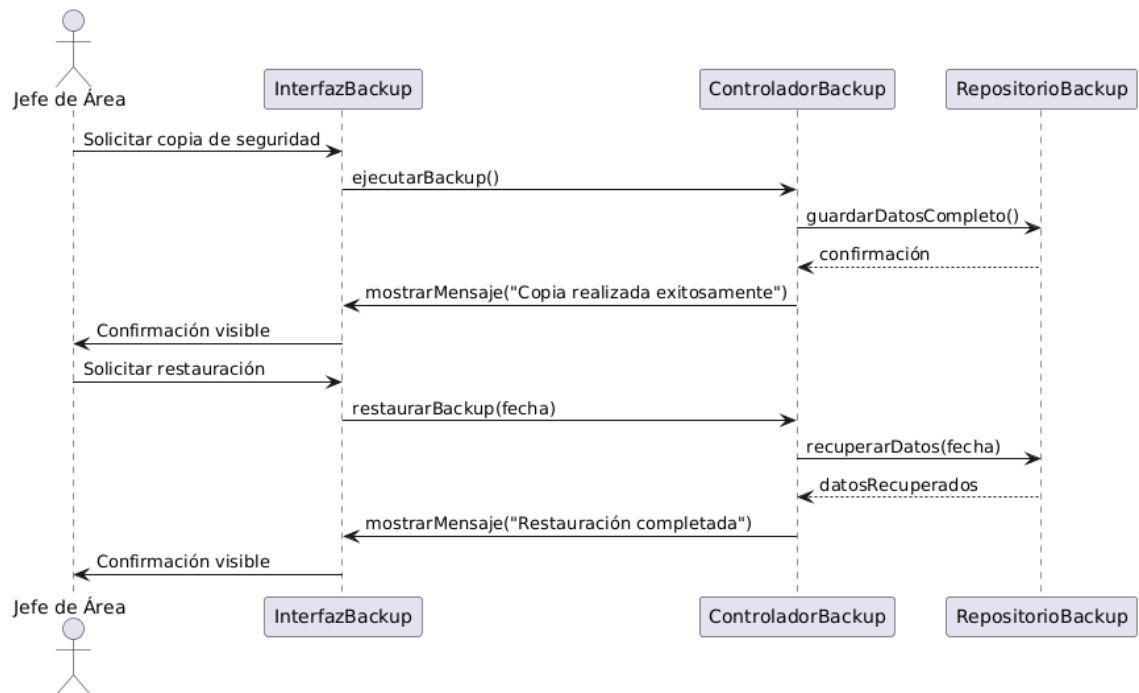 Jefe de Área
InterfazBackup
ControladorBackup
RepositorioBackup
Solicitar copia de seguridad
ejecutarBackup()
guardarDatosCompleto()
confirmación
mostrarMensaje("Copia realizada exitosamente")
Confirmación visible
Solicitar restauración
restaurarBackup(fecha)
recuperarDatos(fecha)
datosRecuperados
mostrarMensaje("Restauración completada")
Confirmación visible
Jefe de Área
InterfazBackup
ControladorBackup
RepositorioBackup